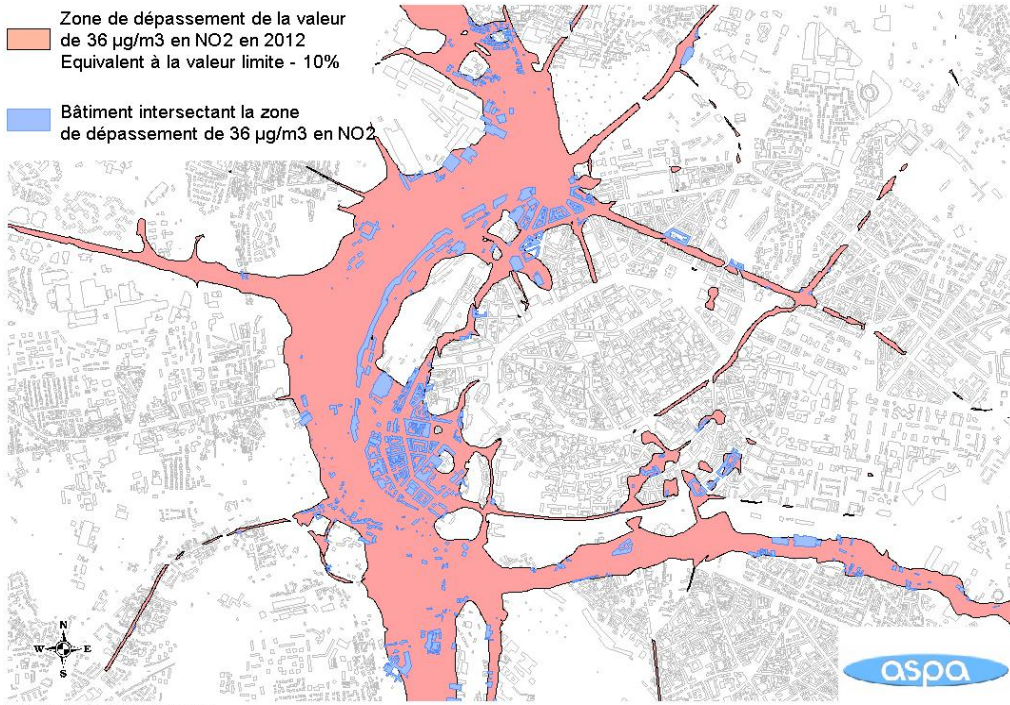 Zone de dépassement de la valeur
de 36 µg/m3 en NO2 en 2012
Equivalent à la valeur limite - 10%
Bâtiment intersectant la zone
de dépassement de 36 µg/m3 en NO2
N
W E
S
aspa